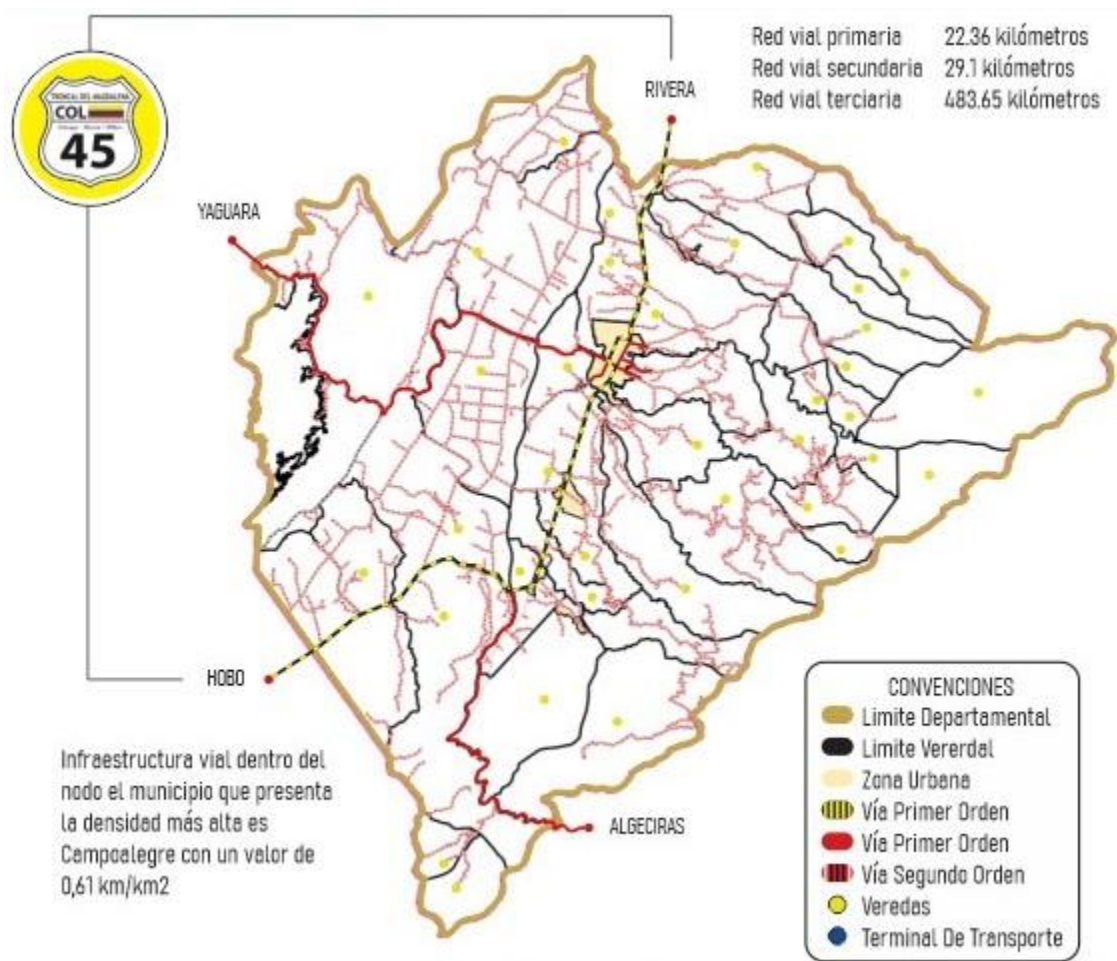 Red vial primaria 22.36 kilómetros
Red vial secundaria 29.1 kilómetros
Red vial terciaria 483.65 kilómetros
COL
45
RIVERA
YAGUARA
HOBO
ALGECIRAS
Infraestructura vial dentro del
nodo el municipio que presenta
la densidad más alta es
Campoalegre con un valor de
0,61 km/km2
CONVENCIONES
Limite Departamental
Limite Vererdal
Zona Urbana
Vía Primer Orden
Vía Primer Orden
Vía Segundo Orden
Veredas
Terminal De Transporte